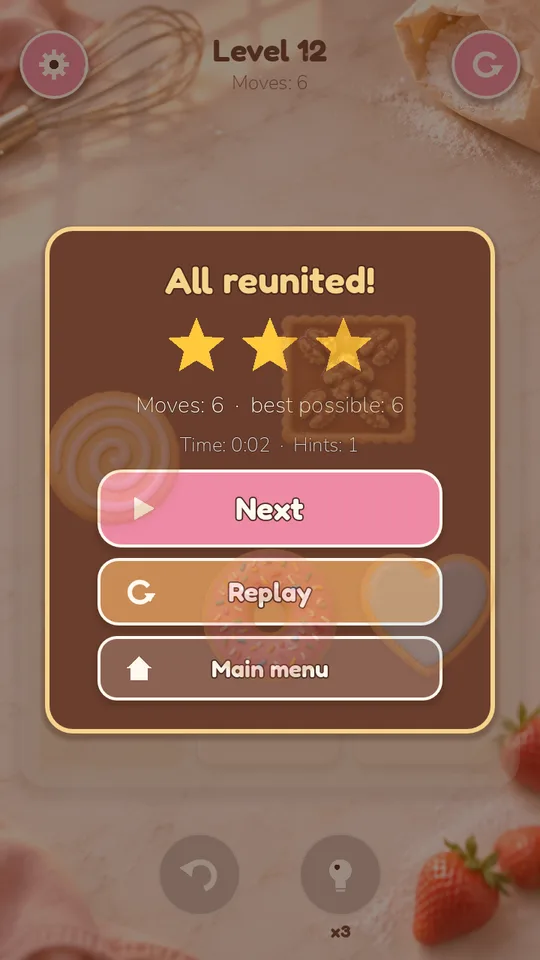 Level 12
Moves: 6
All reunited!
Moves: 6 · best possible: 6
Time: 0:02 · Hints: 1
Next
Replay
Main menu
x3